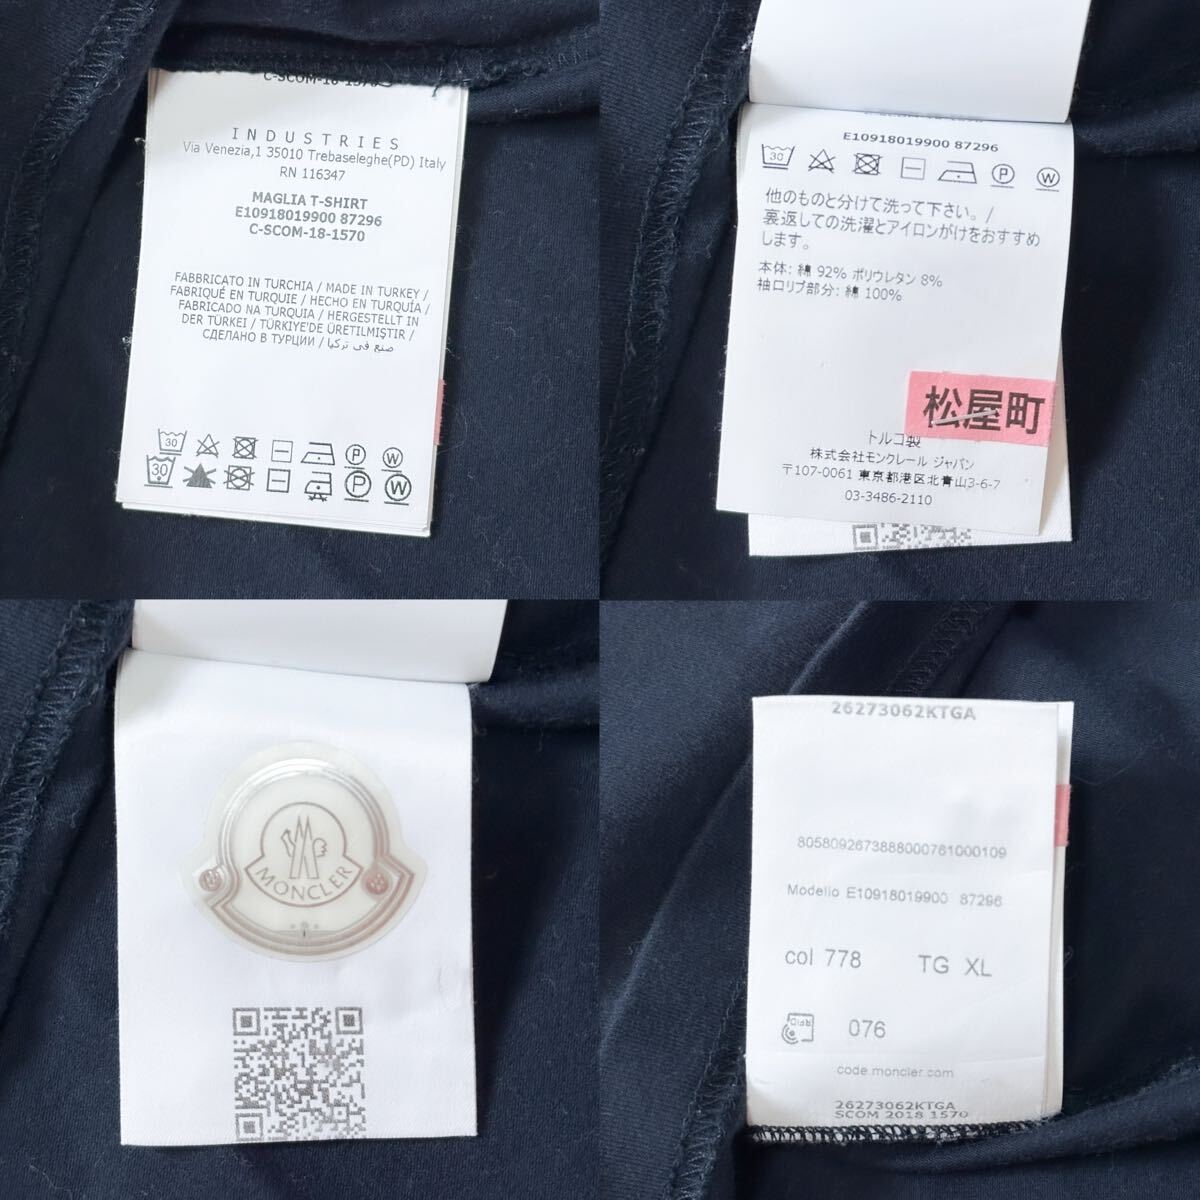 C-SCOM-18-1570
INDUSTRIES
Via Venezia,1 35010 Trebaseleghe(PD) Italy
RN 116347
MAGLIA T-SHIRT
E10918019900 87296
C-SCOM-18-1570
FABBRICATO IN TURCHIA / MADE IN TURKEY /
FABRIQUÉ EN TURQUIE / HECHO EN TURQUÍA /
FABRICADO NA TURQUIA / HERGESTELLT IN
DER TÜRKEI / TÜRKİYE'DE ÜRETİLMİŞTİR /
СДЕЛАНО В ТУРЦИИ / صنع في تركيا
30 P W
30 P W
E10918019900 87296
30 P W
他のものと分けて洗って下さい。/
裏返しての洗濯とアイロンがけをおすすめ
します。
本体: 綿 92% ポリウレタン 8%
袖口リブ部分: 綿 100%
松屋町
トルコ製
株式会社モンクレール ジャパン
〒107-0061 東京都港区北青山3-6-7
03-3486-2110
MONCLER
26273062KTGA
8058092673888000761000109
Modello E10918019900 87296
col 778 TG XL
RFID 076
code.moncler.com
26273062KTGA
SCOM 2018 1570